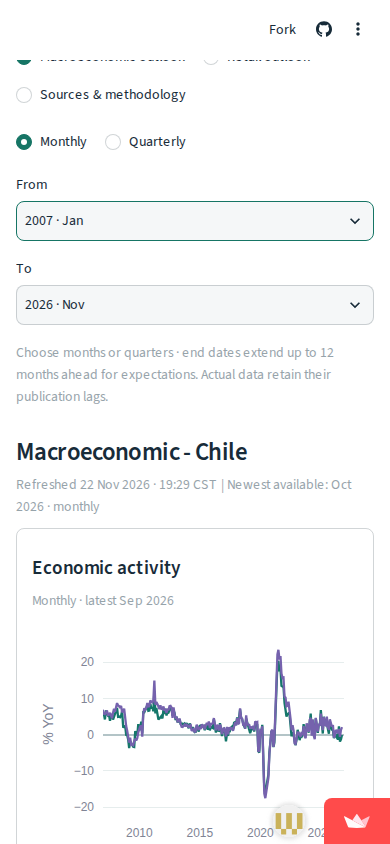 Fork
Sources & methodology
Monthly
Quarterly
From
2007 · Jan
To
2026 · Nov
Choose months or quarters · end dates extend up to 12
months ahead for expectations. Actual data retain their
publication lags.
Macroeconomic - Chile
Refreshed 22 Nov 2026 · 19:29 CST | Newest available: Oct
2026 · monthly
Economic activity
Monthly · latest Sep 2026
% YoY
20
10
0
−10
−20
2010
2015
2020